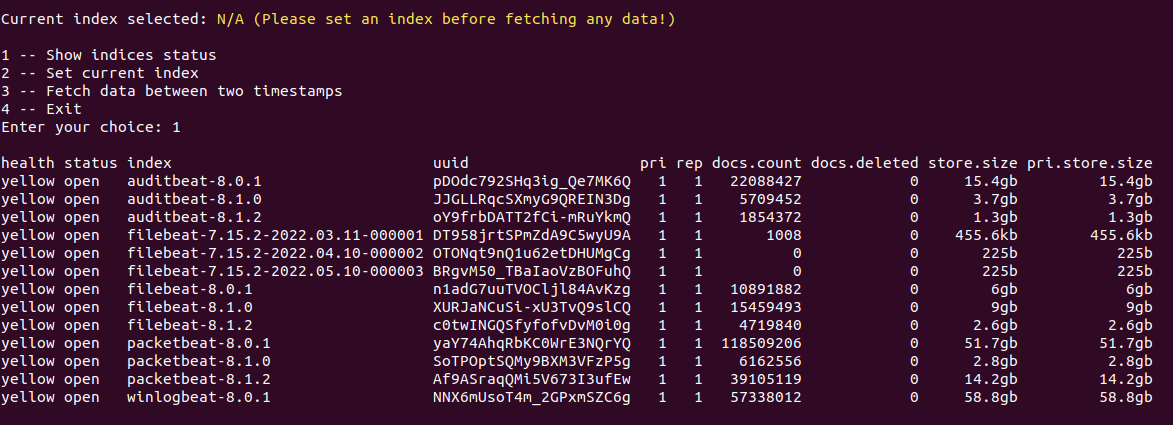 Current index selected: N/A (Please set an index before fetching any data!)
1 -- Show indices status
2 -- Set current index
3 -- Fetch data between two timestamps
4 -- Exit
Enter your choice: 1
health status index uuid pri rep docs.count docs.deleted store.size pri.store.size
yellow open auditbeat-8.0.1 pDOdc792SHq3ig_Qe7MK6Q 1 1 22088427 0 15.4gb 15.4gb
yellow open auditbeat-8.1.0 JJGLLRqcSXmyG9QREIN3Dg 1 1 5709452 0 3.7gb 3.7gb
yellow open auditbeat-8.1.2 oY9frbDATT2fCi-mRuYkmQ 1 1 1854372 0 1.3gb 1.3gb
yellow open filebeat-7.15.2-2022.03.11-000001 DT958jrtSPmZdA9C5wyU9A 1 1 1008 0 455.6kb 455.6kb
yellow open filebeat-7.15.2-2022.04.10-000002 OTONqt9nQ1u62etDHUMgCg 1 1 0 0 225b 225b
yellow open filebeat-7.15.2-2022.05.10-000003 BRgvM50_TBaIaoVzBOFuhQ 1 1 0 0 225b 225b
yellow open filebeat-8.0.1 n1adG7uuTVOCljl84AvKzg 1 1 10891882 0 6gb 6gb
yellow open filebeat-8.1.0 XURJaNCuSi-xU3TvQ9slCQ 1 1 15459493 0 9gb 9gb
yellow open filebeat-8.1.2 c0twINGQSfyfofvDvM0i0g 1 1 4719840 0 2.6gb 2.6gb
yellow open packetbeat-8.0.1 yaY74AhqRbKC0WrE3NQrYQ 1 1 118509206 0 51.7gb 51.7gb
yellow open packetbeat-8.1.0 SoTPOptSQMy9BXM3VFzP5g 1 1 6162556 0 2.8gb 2.8gb
yellow open packetbeat-8.1.2 Af9ASraqQMi5V673I3ufEw 1 1 39105119 0 14.2gb 14.2gb
yellow open winlogbeat-8.0.1 NNX6mUsoT4m_2GPxmSZC6g 1 1 57338012 0 58.8gb 58.8gb